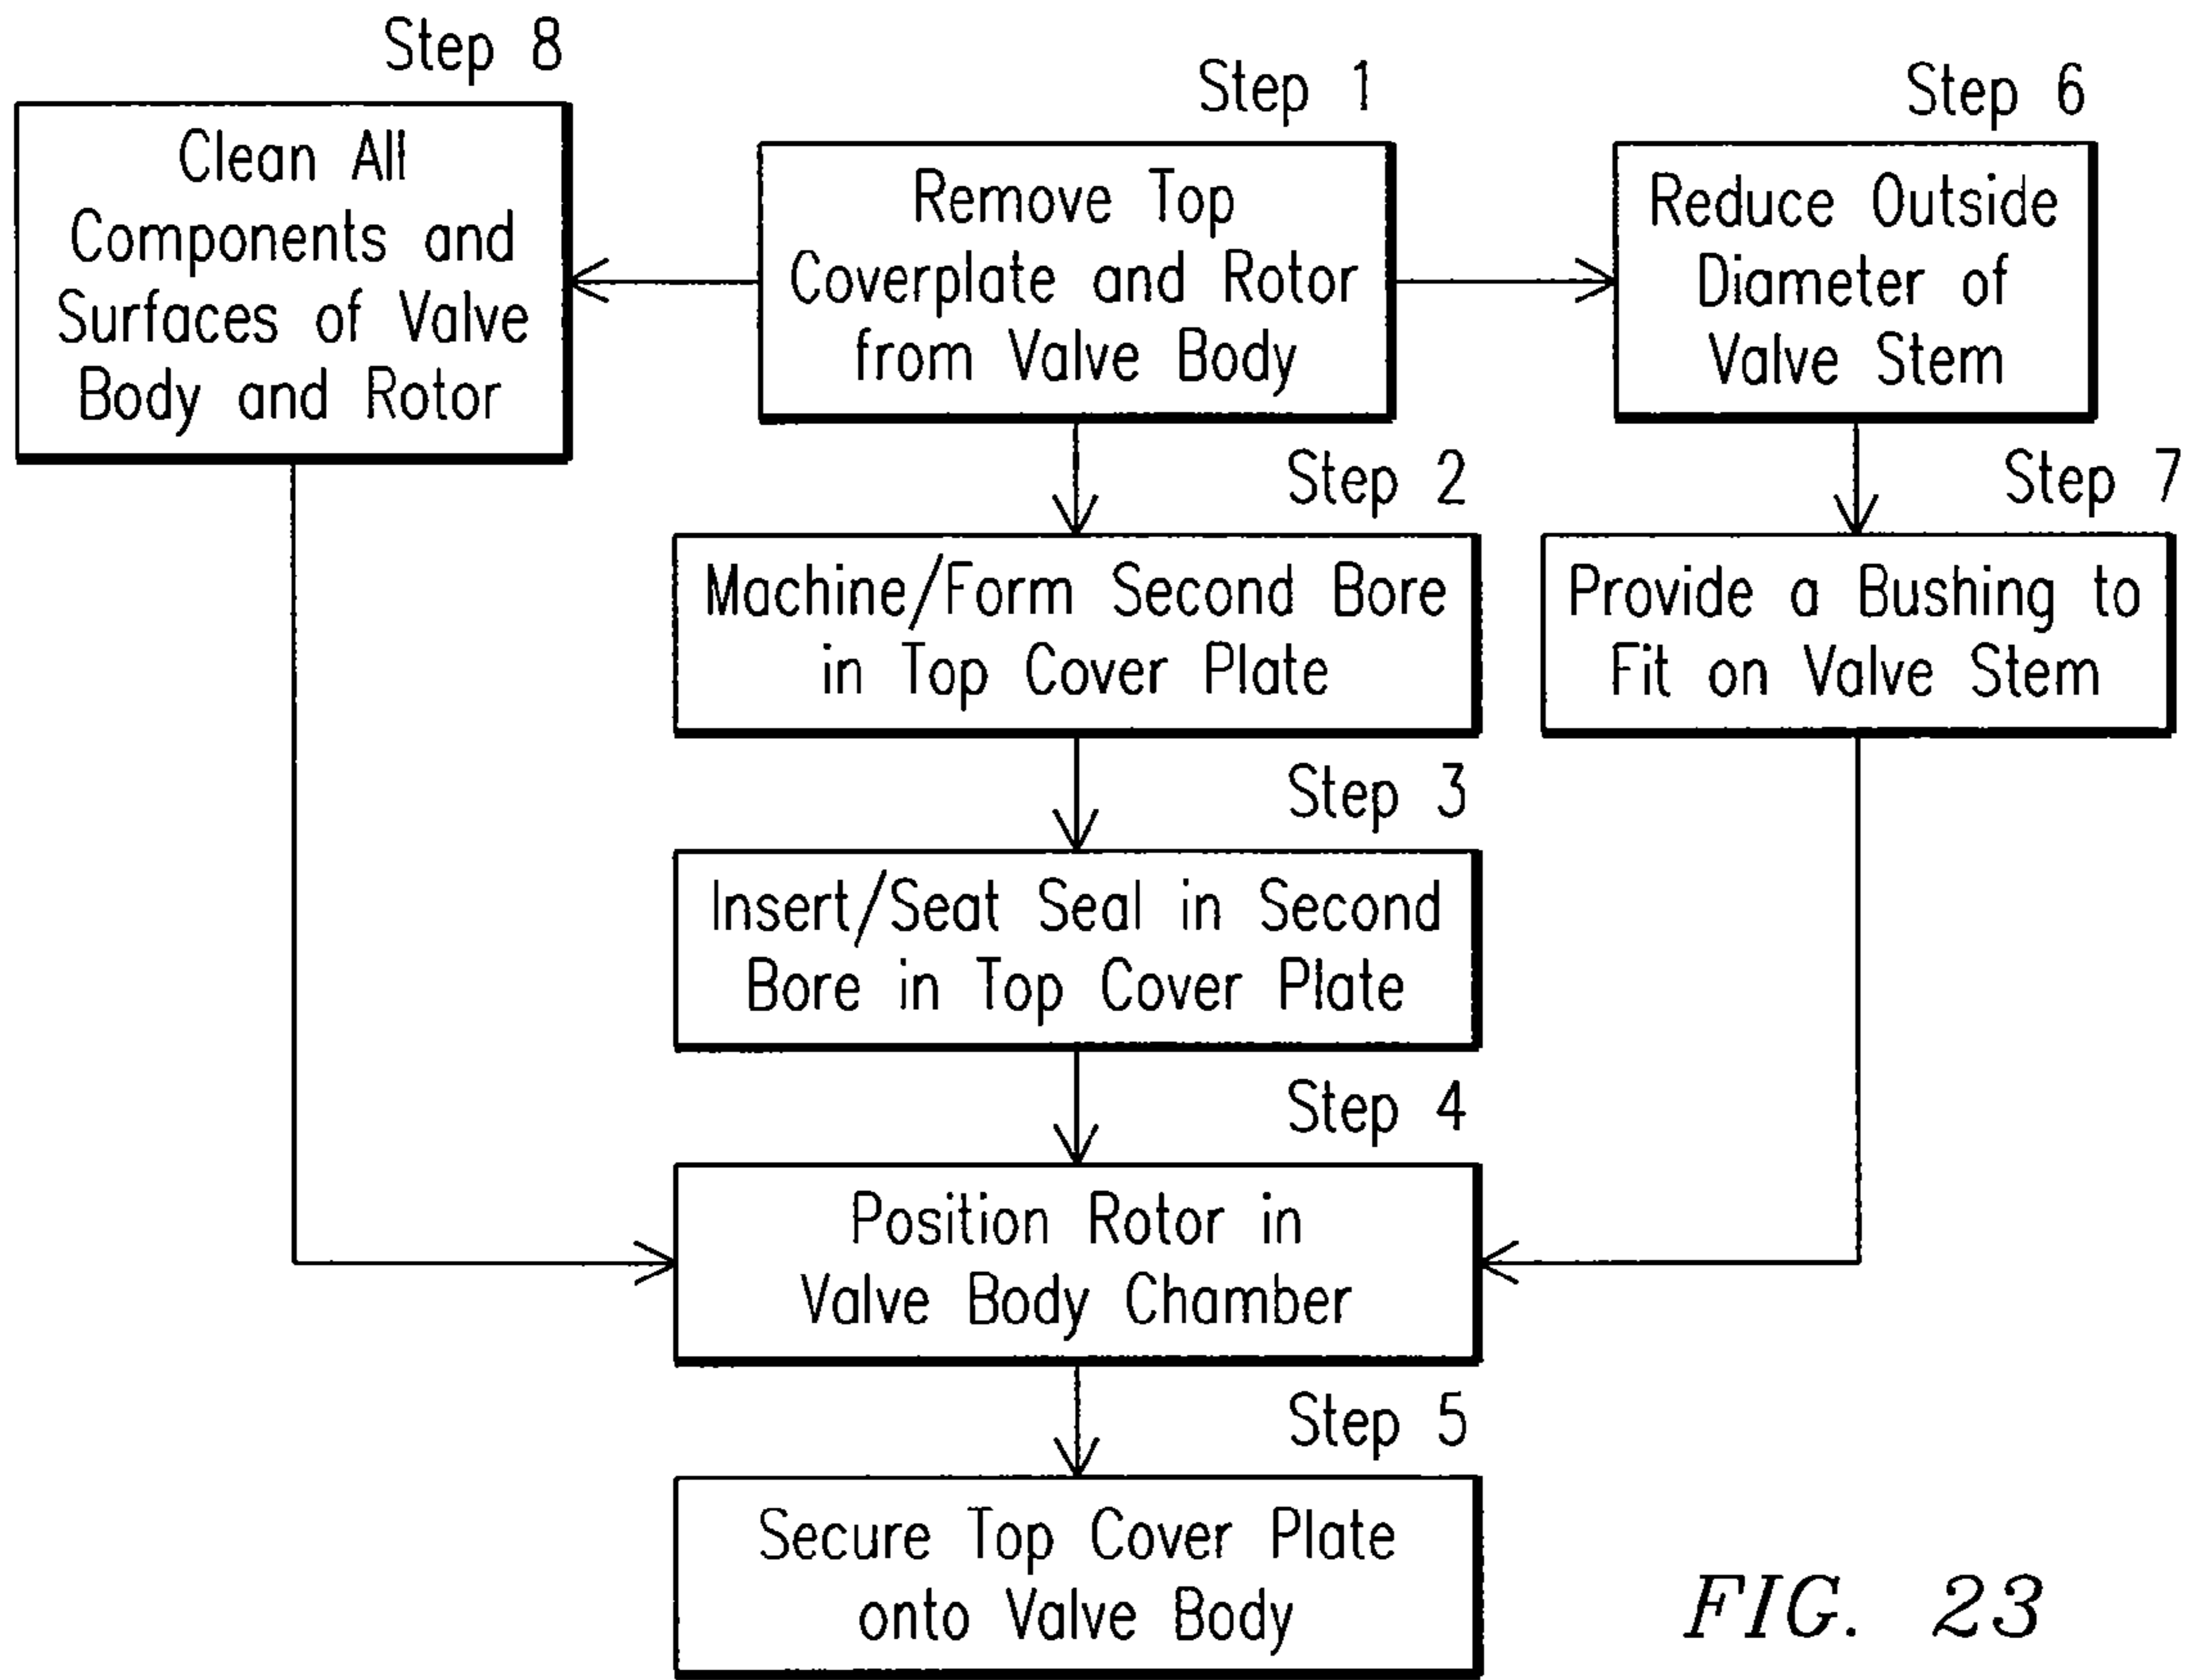 Step 8
Clean All
Components and
Surfaces of Valve
Body and Rotor
Step 1
Remove Top
Coverplate and Rotor
from Valve Body
Step 6
Reduce Outside
Diameter of
Valve Stem
Step 2
Machine/Form Second Bore
in Top Cover Plate
Step 7
Provide a Bushing to
Fit on Valve Stem
Step 3
Insert/Seat Seal in Second
Bore in Top Cover Plate
Step 4
Position Rotor in
Valve Body Chamber
Step 5
Secure Top Cover Plate
onto Valve Body
FIG. 23